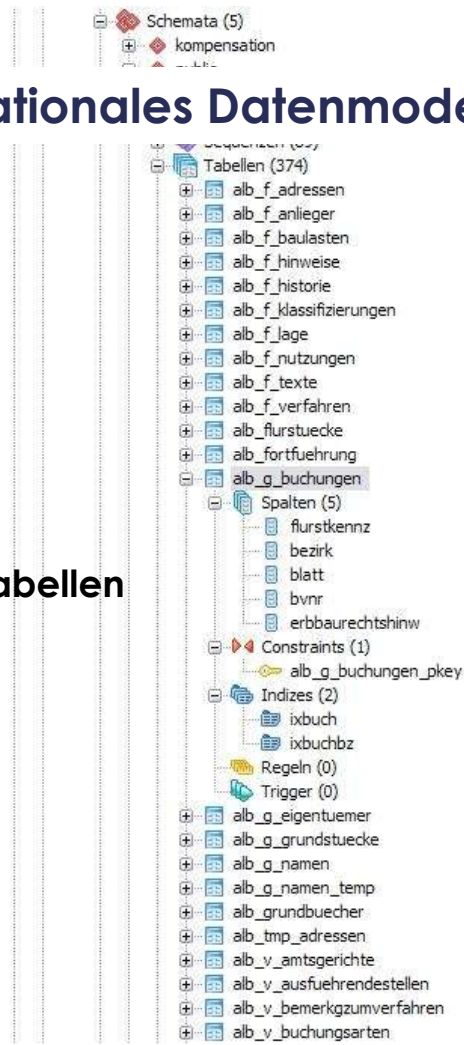 Schemata (5)
kompensation
ationales Datenmode
Tabellen (374)
alb_f_adressen
alb_f_anlieger
alb_f_baulasten
alb_f_hinweise
alb_f_historie
alb_f_klassifizierungen
alb_f_lage
alb_f_nutzungen
alb_f_texte
alb_f_verfahren
alb_flurstuecke
alb_fortfuehrung
alb_g_buchungen
Spalten (5)
flurstkennz
bezirk
blatt
abellen
bvnr
erbbaurechtshinw
Constraints (1)
alb_g_buchungen_pkey
Indizes (2)
ixbuch
ixbuchbz
Regeln (0)
Trigger (0)
alb_g_eigentuemer
alb_g_grundstuecke
alb_g_namen
alb_g_namen_temp
alb_grundbuecher
alb_tmp_adressen
alb_v_amtsgerichte
alb_v_ausfuehrendestellen
alb_v_bemerkgzumverfahren
alb_v_buchungsarten